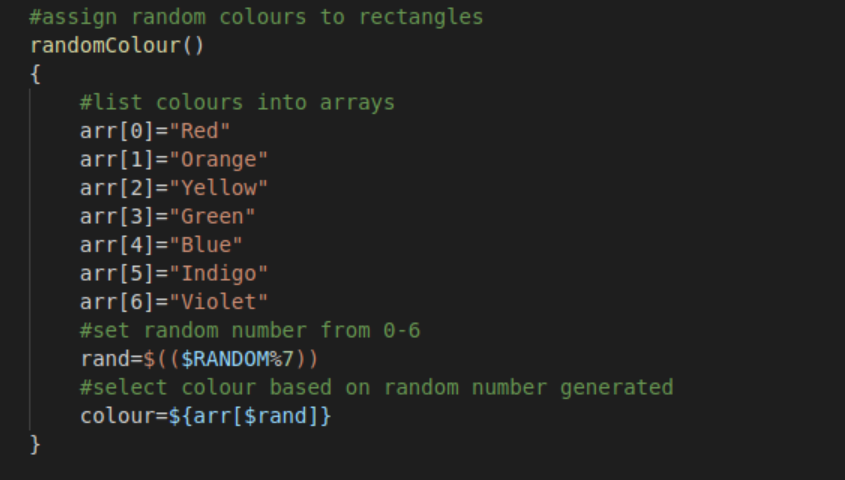 #assign random colours to rectangles
randomColour()
{
    #list colours into arrays
    arr[0]="Red"
    arr[1]="Orange"
    arr[2]="Yellow"
    arr[3]="Green"
    arr[4]="Blue"
    arr[5]="Indigo"
    arr[6]="Violet"
    #set random number from 0-6
    rand=$(($RANDOM%7))
    #select colour based on random number generated
    colour=${arr[$rand]}
}